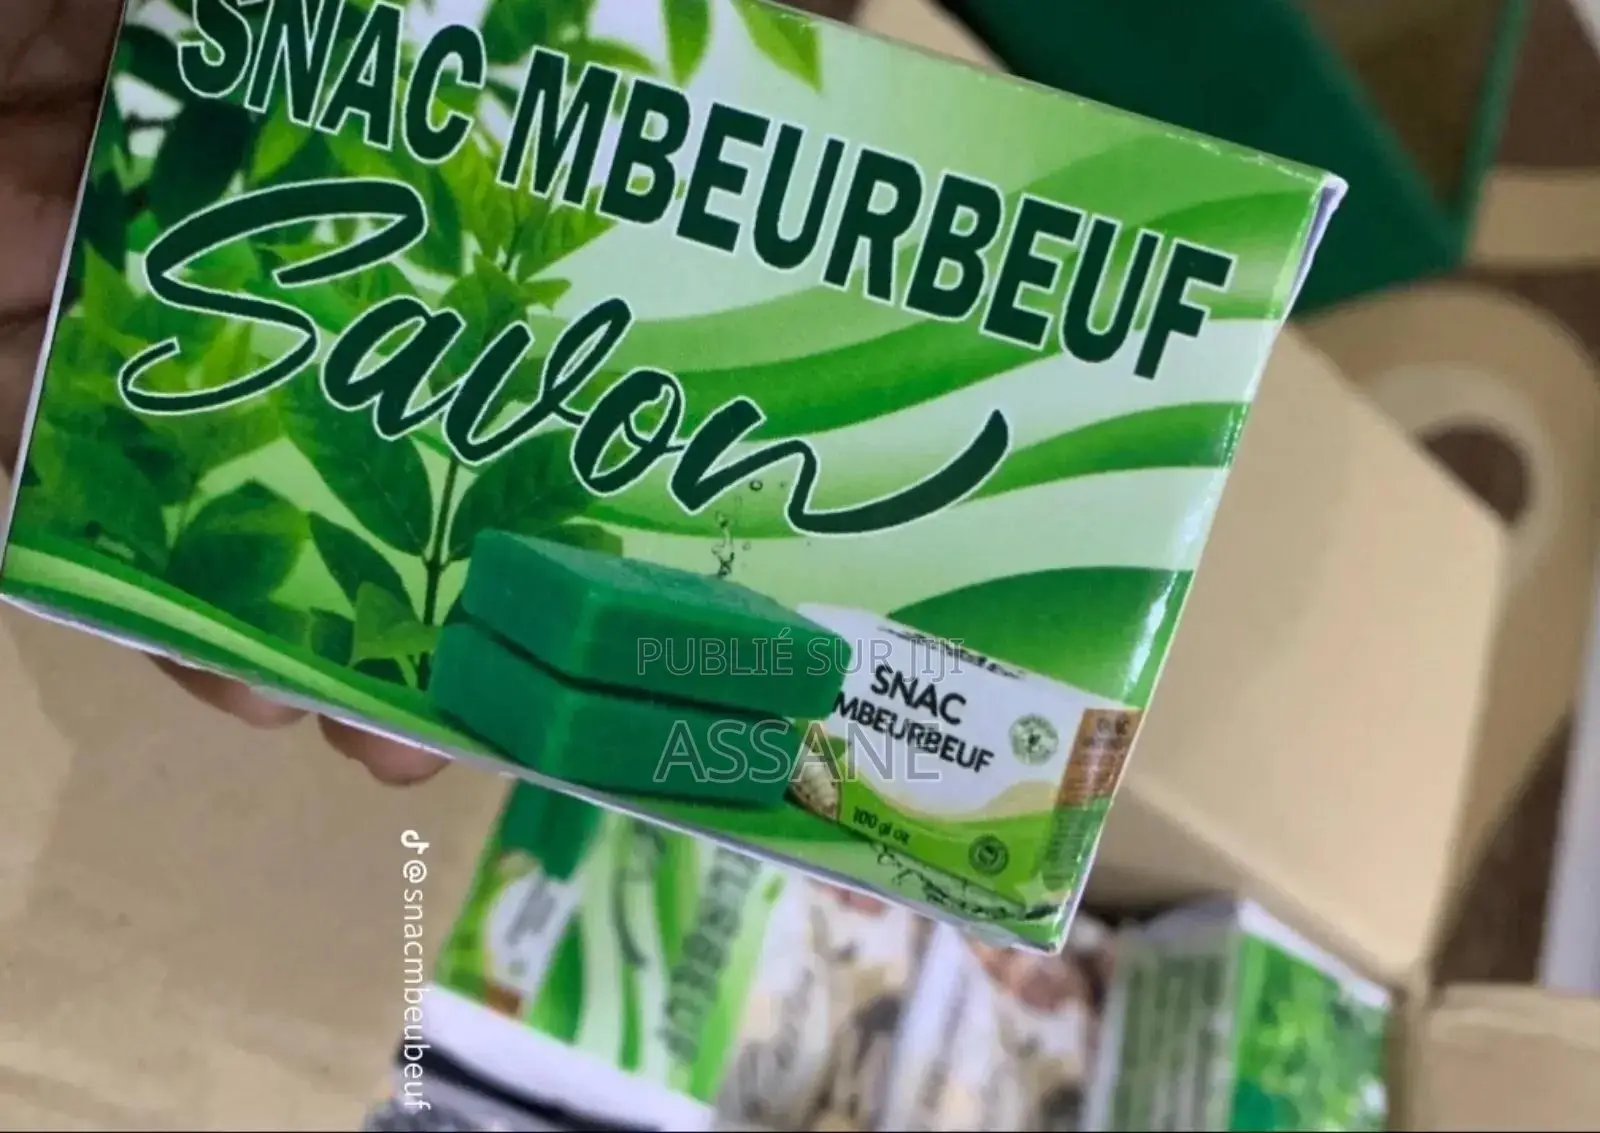 SNAC MBEURBEUF
Savon
PUBLIÉ SUR JIJI
ASSANE
SNAC
MBEURBEUF
100 g/ oz
@snacmbeubeuf